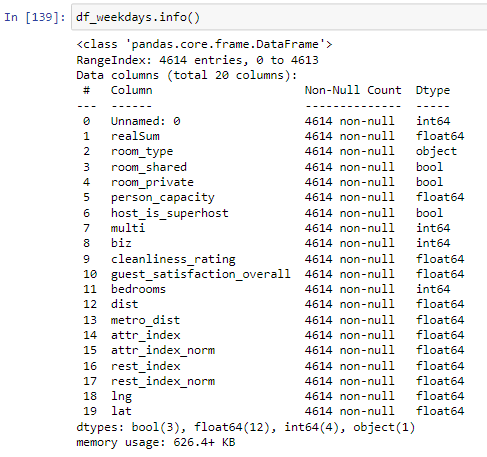 In [139]: df_weekdays.info()
<class 'pandas.core.frame.DataFrame'>
RangeIndex: 4614 entries, 0 to 4613
Data columns (total 20 columns):
 #   Column                      Non-Null Count  Dtype
---  ------                      --------------  -----
 0   Unnamed: 0                  4614 non-null   int64
 1   realSum                     4614 non-null   float64
 2   room_type                   4614 non-null   object
 3   room_shared                 4614 non-null   bool
 4   room_private                4614 non-null   bool
 5   person_capacity             4614 non-null   float64
 6   host_is_superhost           4614 non-null   bool
 7   multi                       4614 non-null   int64
 8   biz                         4614 non-null   int64
 9   cleanliness_rating          4614 non-null   float64
 10  guest_satisfaction_overall  4614 non-null   float64
 11  bedrooms                    4614 non-null   int64
 12  dist                        4614 non-null   float64
 13  metro_dist                  4614 non-null   float64
 14  attr_index                  4614 non-null   float64
 15  attr_index_norm             4614 non-null   float64
 16  rest_index                  4614 non-null   float64
 17  rest_index_norm             4614 non-null   float64
 18  lng                         4614 non-null   float64
 19  lat                         4614 non-null   float64
dtypes: bool(3), float64(12), int64(4), object(1)
memory usage: 626.4+ KB